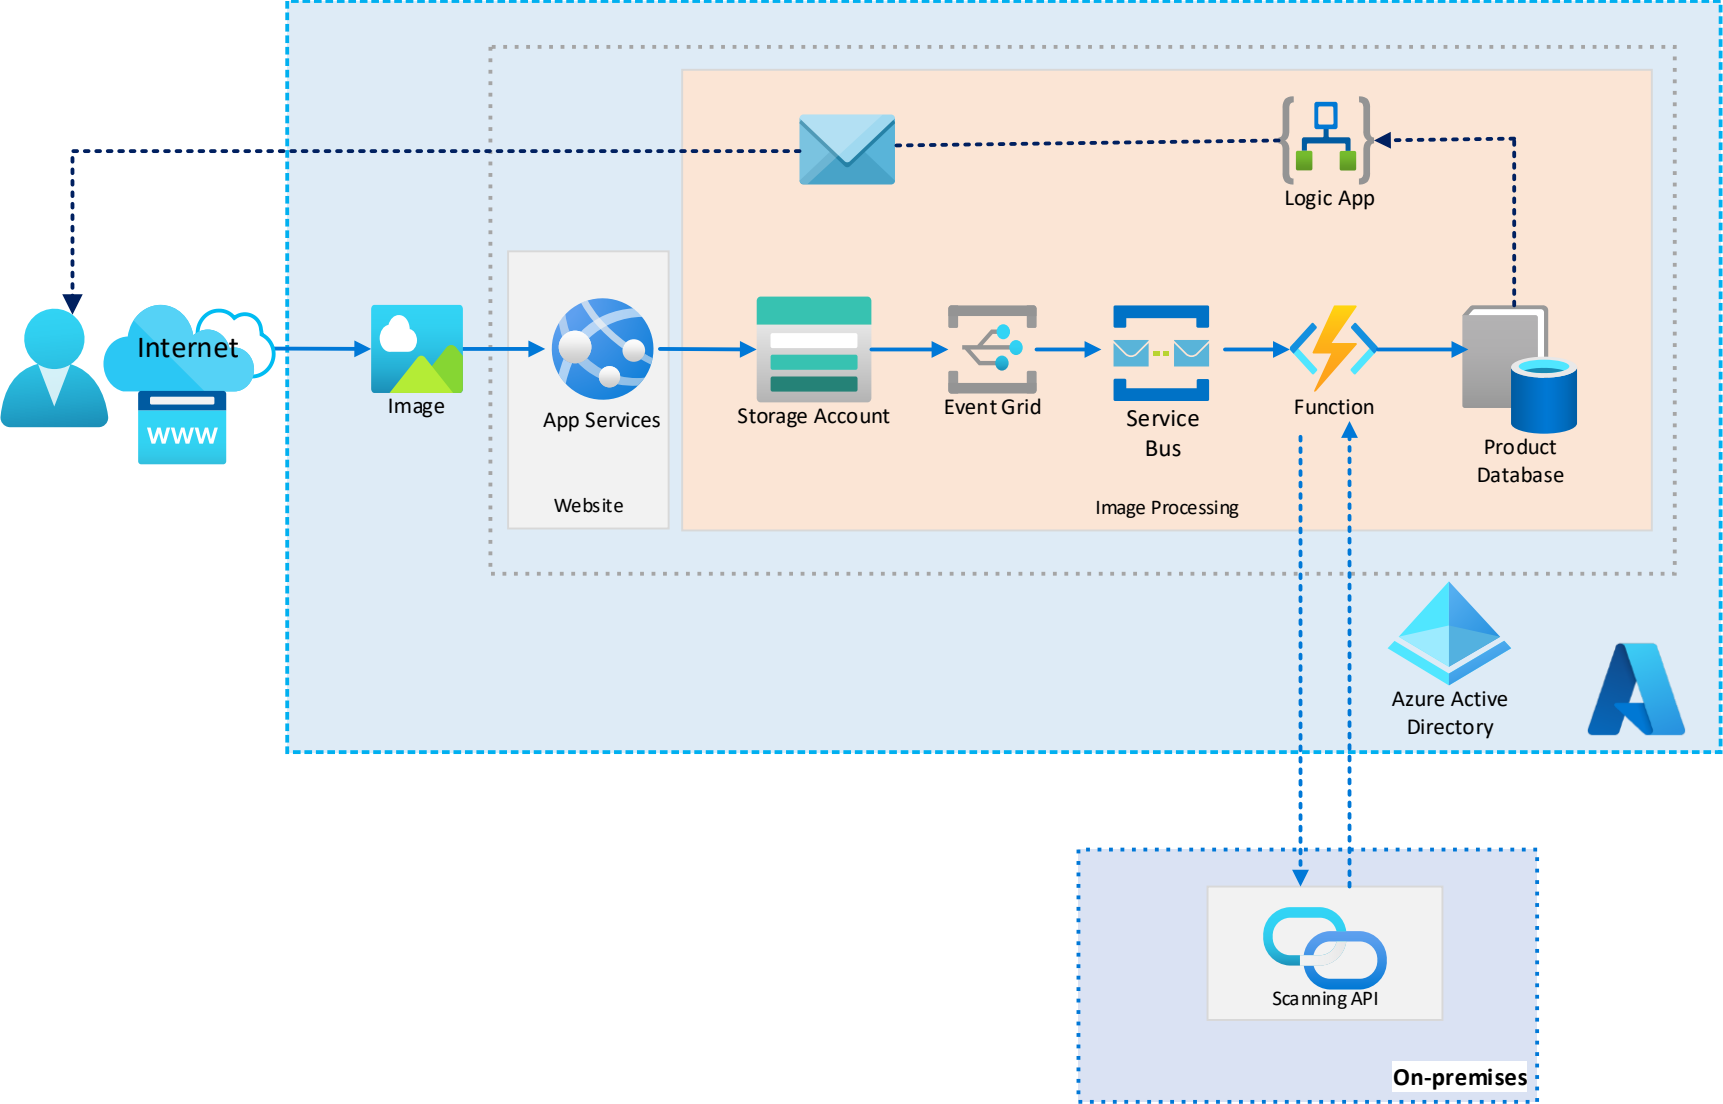 Logic App
Internet
www
Image
App Services
Website
Storage Account
Event Grid
Service
Bus
Function
Product
Database
Image Processing
Azure Active
Directory
Scanning API
On-premises